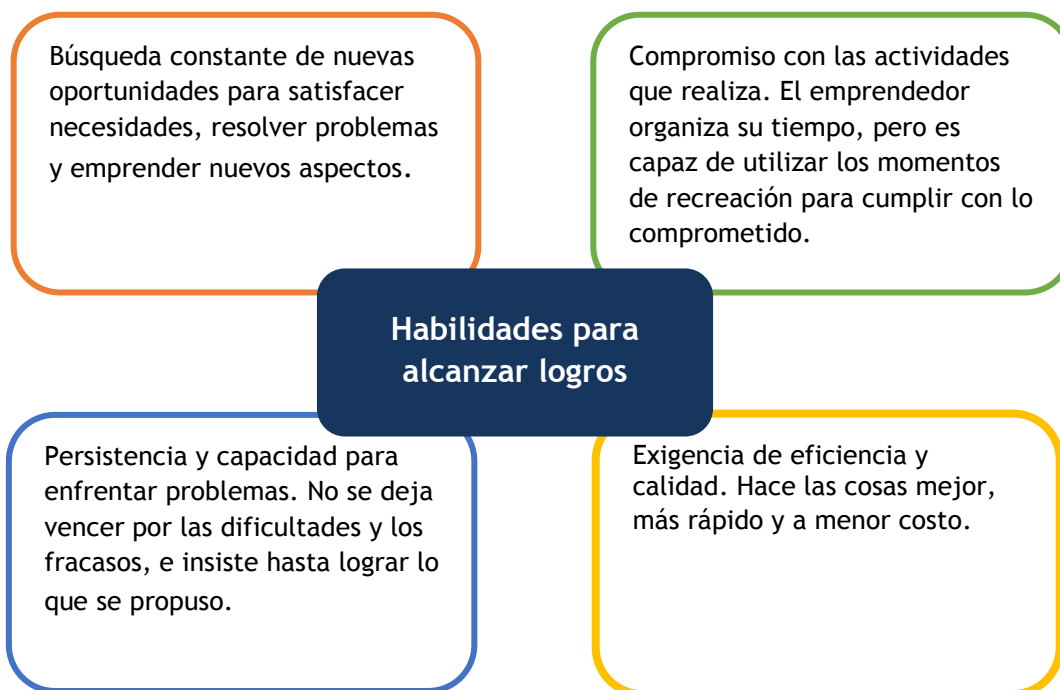 Búsqueda constante de nuevas
oportunidades para satisfacer
necesidades, resolver problemas
y emprender nuevos aspectos.
Compromiso con las actividades
que realiza. El emprendedor
organiza su tiempo, pero es
capaz de utilizar los momentos
de recreación para cumplir con lo
comprometido.
Habilidades para
alcanzar logros
Persistencia y capacidad para
enfrentar problemas. No se deja
vencer por las dificultades y los
fracasos, e insiste hasta lograr lo
que se propuso.
Exigencia de eficiencia y
calidad. Hace las cosas mejor,
más rápido y a menor costo.